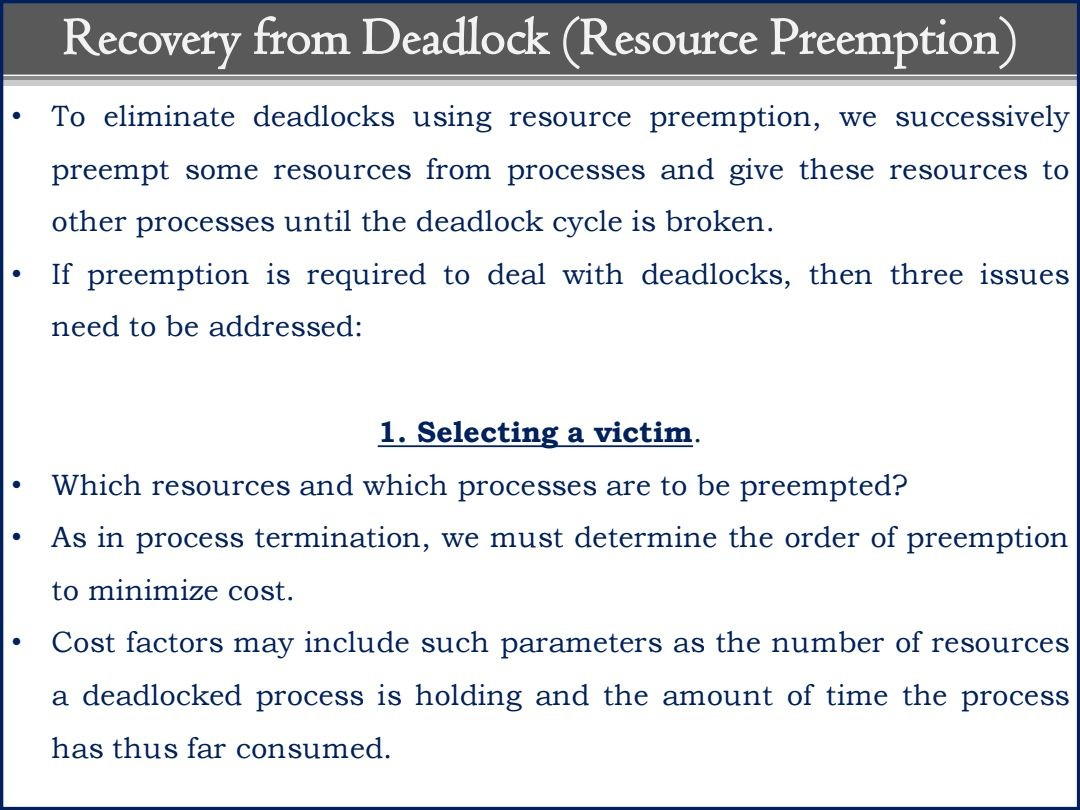 Recovery from Deadlock (Resource Preemption)
• To eliminate deadlocks using resource preemption, we successively
preempt some resources from processes and give these resources to
other processes until the deadlock cycle is broken.
• If preemption is required to deal with deadlocks, then three issues
need to be addressed:
1. Selecting a victim.
• Which resources and which processes are to be preempted?
• As in process termination, we must determine the order of preemption
to minimize cost.
• Cost factors may include such parameters as the number of resources
a deadlocked process is holding and the amount of time the process
has thus far consumed.